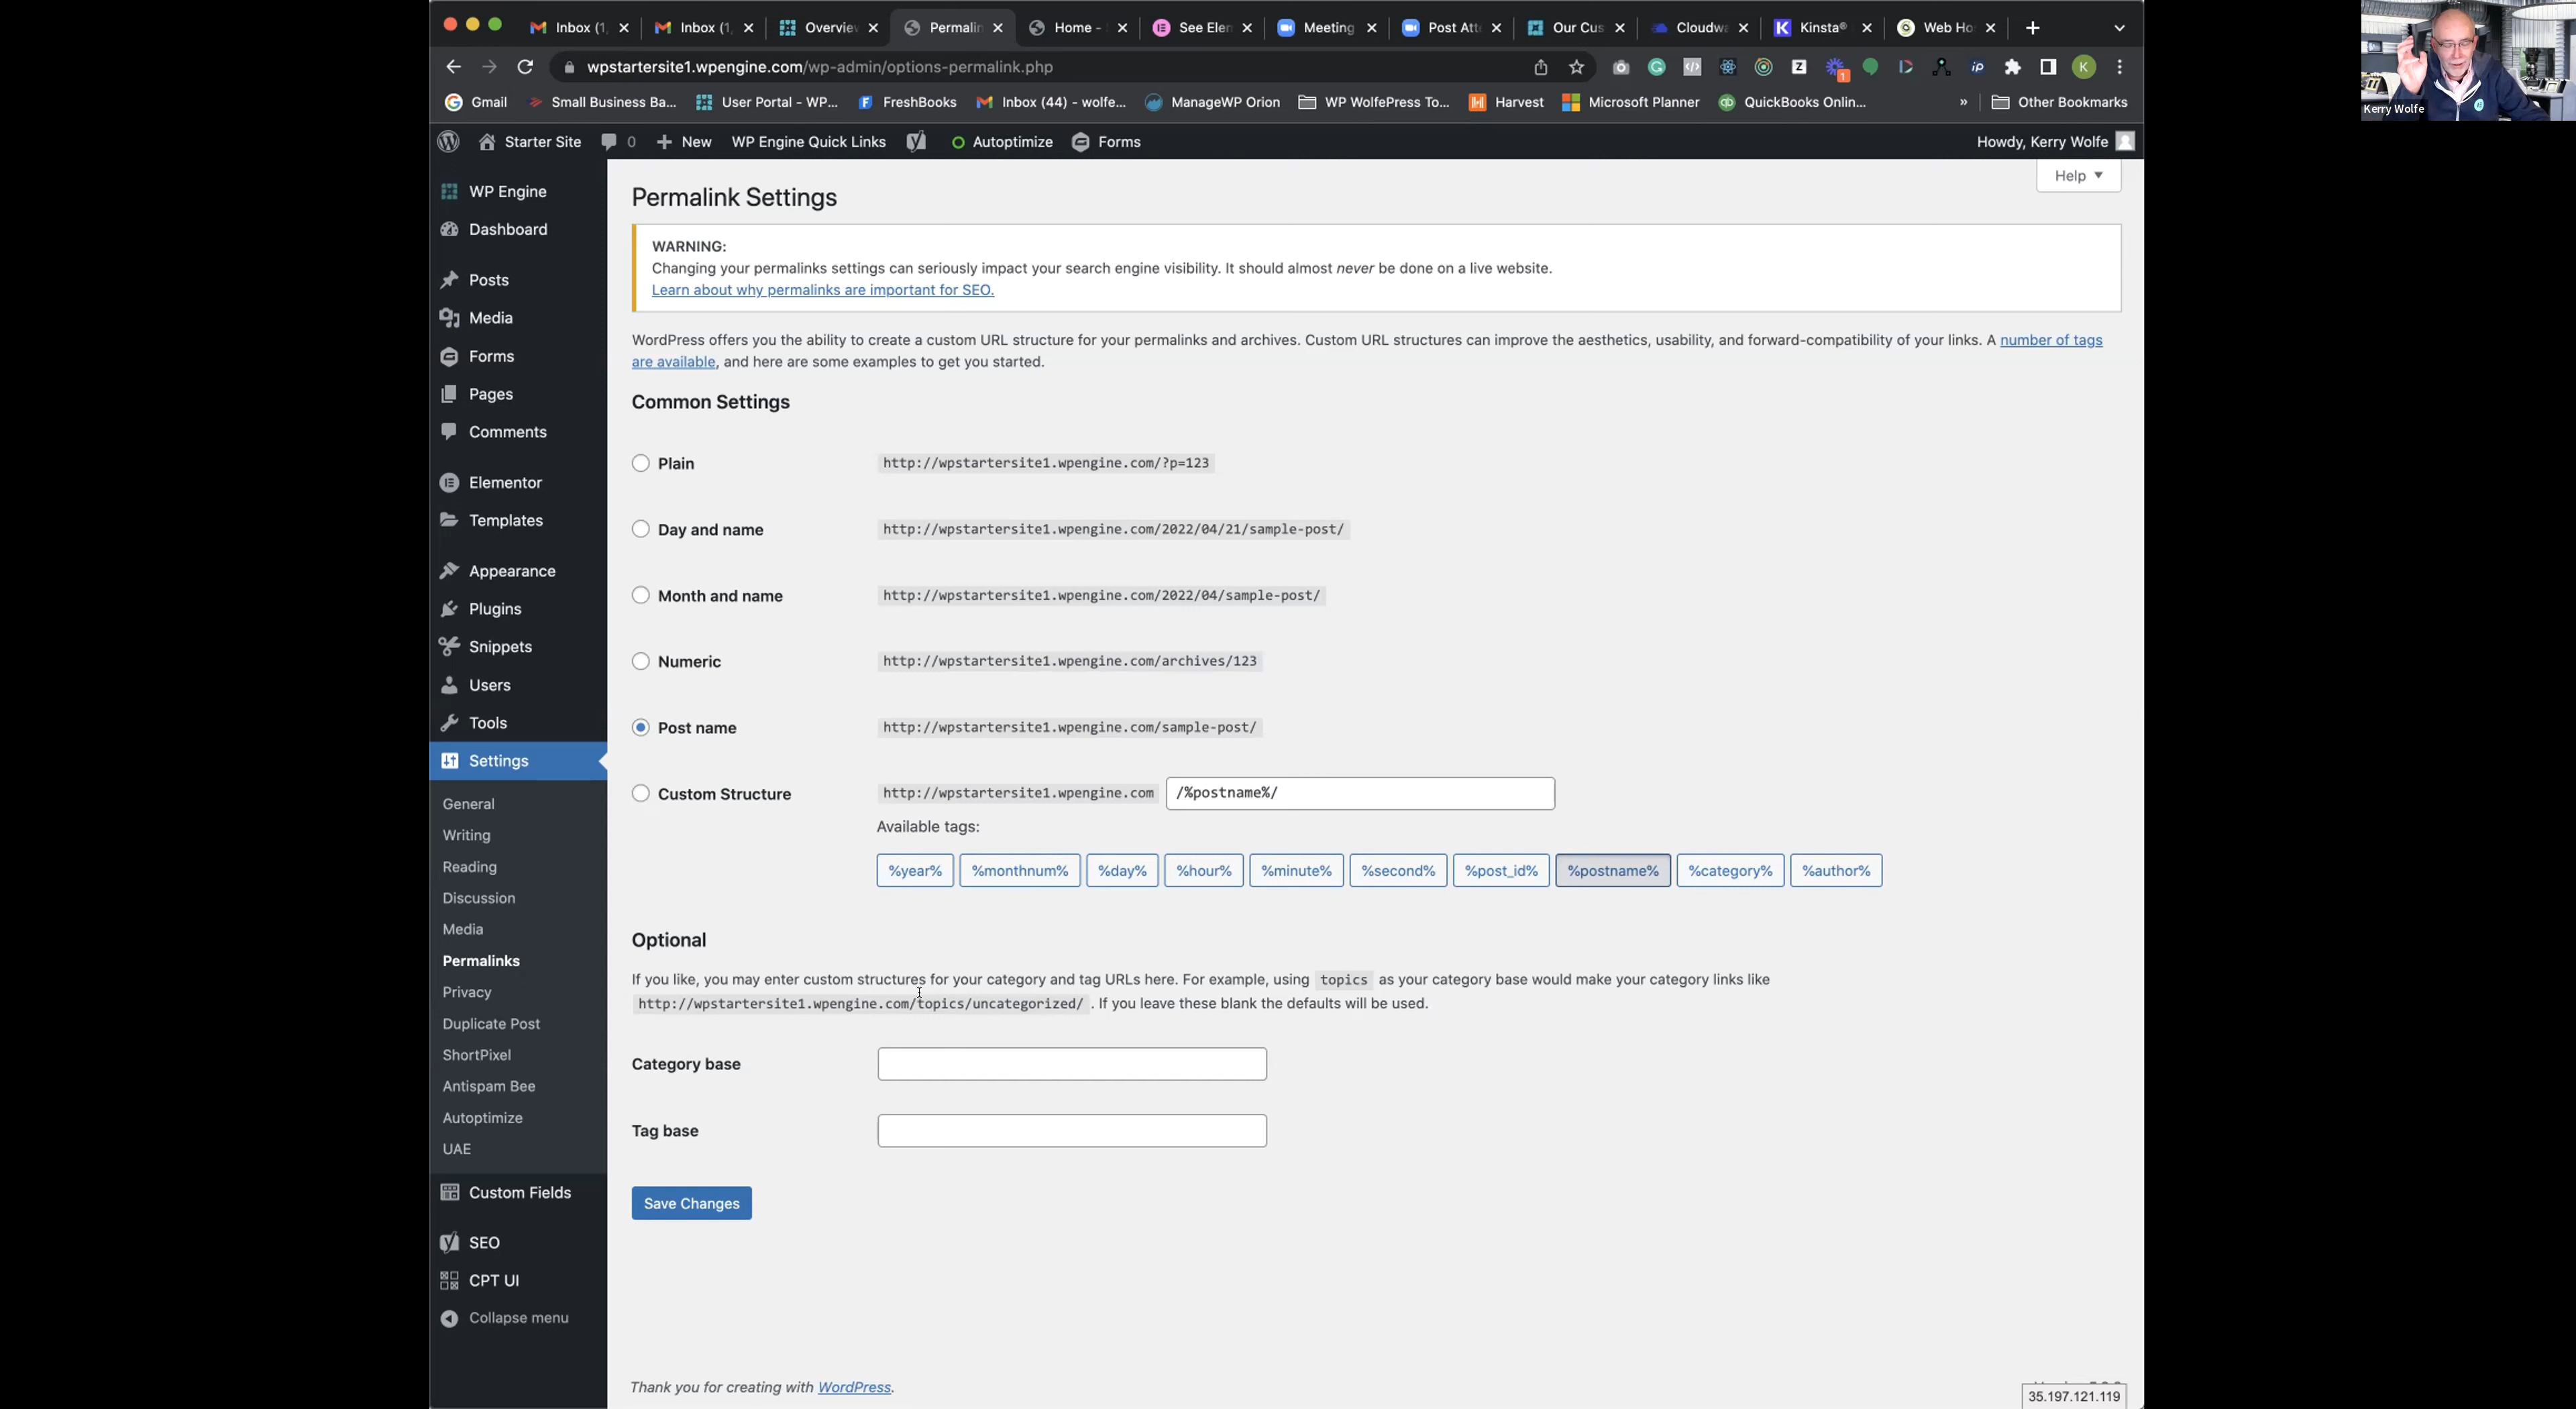 Inbox (1,
Inbox (1,
Overview
Permalin
Home -
See Elem
Meeting
Post Att
Our Cus
Cloudwa
Kinsta®
Web Ho
wpstartersite1.wpengine.com/wp-admin/options-permalink.php
Gmail
Small Business Ba...
User Portal - WP...
FreshBooks
Inbox (44) - wolfe...
ManageWP Orion
WP WolfePress To...
Harvest
Microsoft Planner
QuickBooks Onlin...
»
Other Bookmarks
Kerry Wolfe
Starter Site
0
New
WP Engine Quick Links
Autoptimize
Forms
Howdy, Kerry Wolfe
WP Engine
Dashboard
Posts
Media
Forms
Pages
Comments
Elementor
Templates
Appearance
Plugins
Snippets
Users
Tools
Settings
General
Writing
Reading
Discussion
Media
Permalinks
Privacy
Duplicate Post
ShortPixel
Antispam Bee
Autoptimize
UAE
Custom Fields
SEO
CPT UI
Collapse menu
Help
Permalink Settings
WARNING:
Changing your permalinks settings can seriously impact your search engine visibility. It should almost never be done on a live website.
Learn about why permalinks are important for SEO.
WordPress offers you the ability to create a custom URL structure for your permalinks and archives. Custom URL structures can improve the aesthetics, usability, and forward-compatibility of your links. A number of tags
are available, and here are some examples to get you started.
Common Settings
Plain http://wpstartersite1.wpengine.com/?p=123
Day and name http://wpstartersite1.wpengine.com/2022/04/21/sample-post/
Month and name http://wpstartersite1.wpengine.com/2022/04/sample-post/
Numeric http://wpstartersite1.wpengine.com/archives/123
Post name http://wpstartersite1.wpengine.com/sample-post/
Custom Structure http://wpstartersite1.wpengine.com /%postname%/
Available tags:
%year% %monthnum% %day% %hour% %minute% %second% %post_id% %postname% %category% %author%
Optional
If you like, you may enter custom structures for your category and tag URLs here. For example, using topics as your category base would make your category links like
http://wpstartersite1.wpengine.com/topics/uncategorized/ . If you leave these blank the defaults will be used.
Category base
Tag base
Save Changes
Thank you for creating with WordPress.
35.197.121.119